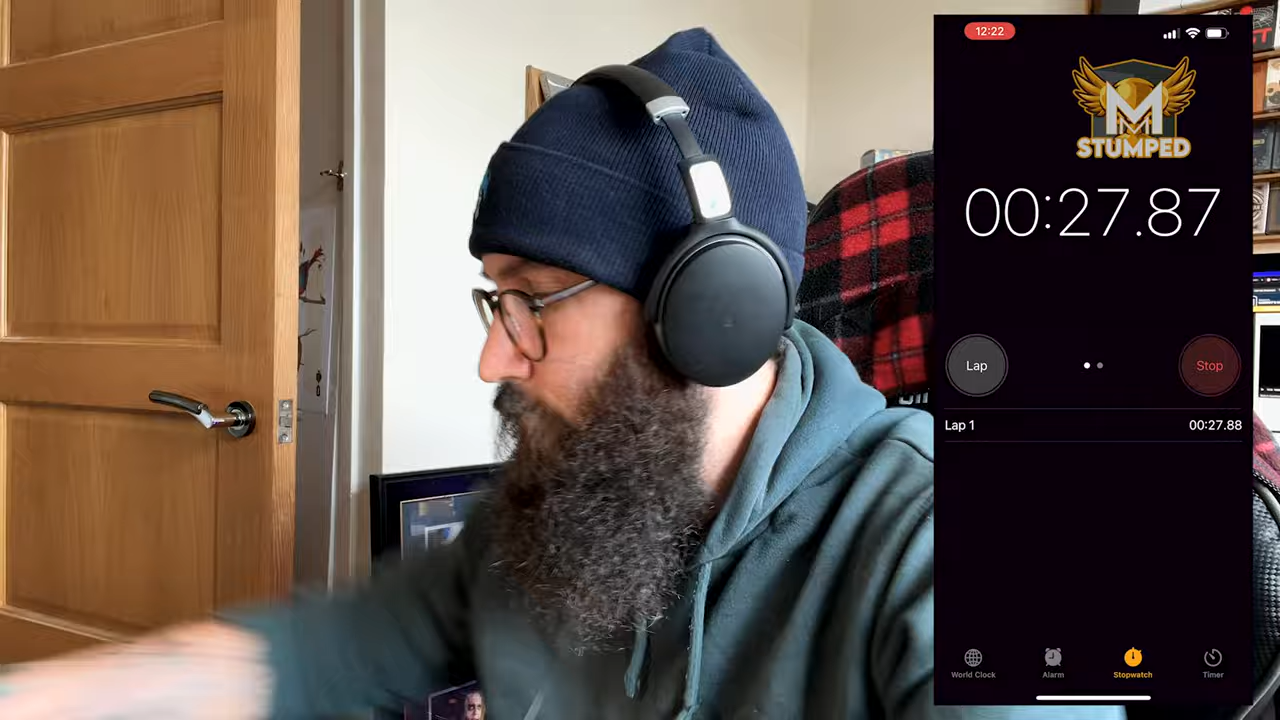 12:22
M
STUMPED
00:27.87
Lap
Stop
Lap 1
00:27.88
World Clock
Alarm
Stopwatch
Timer